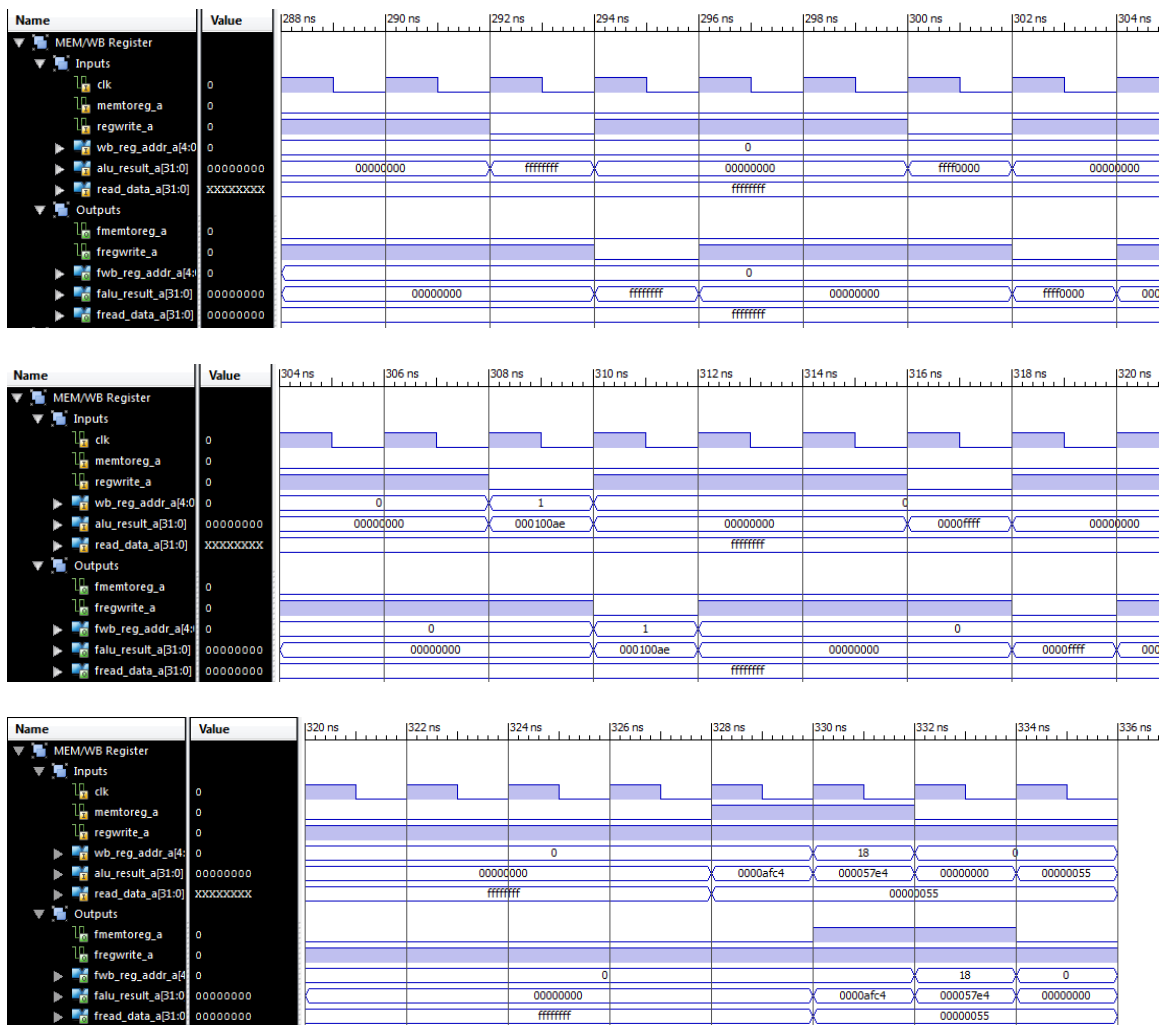 Name Value 288 ns 290 ns 292 ns 294 ns 296 ns 298 ns 300 ns 302 ns 304 ns
MEM/WB Register
Inputs
clk 0
memtoreg_a 0
regwrite_a 0
wb_reg_addr_a[4:0 0 0
alu_result_a[31:0] 00000000 00000000 ffffffff 00000000 ffff0000 00000000
read_data_a[31:0] XXXXXXXX ffffffff
Outputs
fmemtoreg_a 0
fregwrite_a 0
fwb_reg_addr_a[4: 0 0
falu_result_a[31:0] 00000000 00000000 ffffffff 00000000 ffff0000 000
fread_data_a[31:0] 00000000 ffffffff
Name Value 304 ns 306 ns 308 ns 310 ns 312 ns 314 ns 316 ns 318 ns 320 ns
MEM/WB Register
Inputs
clk 0
memtoreg_a 0
regwrite_a 0
wb_reg_addr_a[4:0 0 0 1 0
alu_result_a[31:0] 00000000 00000000 000100ae 00000000 0000ffff 00000000
read_data_a[31:0] XXXXXXXX ffffffff
Outputs
fmemtoreg_a 0
fregwrite_a 0
fwb_reg_addr_a[4: 0 0 1 0
falu_result_a[31:0] 00000000 00000000 000100ae 00000000 0000ffff 000
fread_data_a[31:0] 00000000 ffffffff
Name Value 320 ns 322 ns 324 ns 326 ns 328 ns 330 ns 332 ns 334 ns 336 ns
MEM/WB Register
Inputs
clk 0
memtoreg_a 0
regwrite_a 0
wb_reg_addr_a[4: 0 0 18 0
alu_result_a[31:0] 00000000 00000000 0000afc4 000057e4 00000000 00000055
read_data_a[31:0] XXXXXXXX ffffffff 00000055
Outputs
fmemtoreg_a 0
fregwrite_a 0
fwb_reg_addr_a[4 0 0 18 0
falu_result_a[31:0 00000000 00000000 0000afc4 000057e4 00000000
fread_data_a[31:0] 00000000 ffffffff 00000055